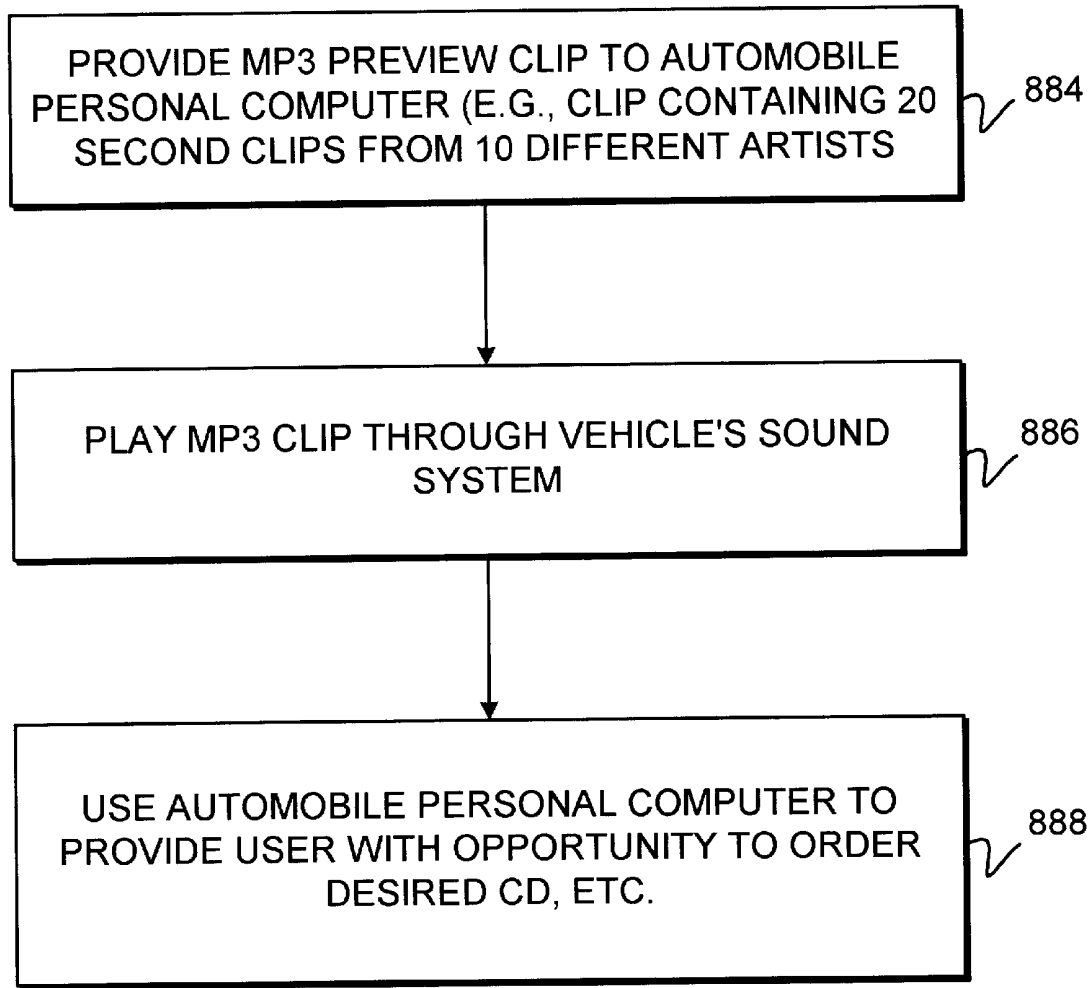 PROVIDE MP3 PREVIEW CLIP TO AUTOMOBILE
PERSONAL COMPUTER (E.G., CLIP CONTAINING 20
SECOND CLIPS FROM 10 DIFFERENT ARTISTS
884
PLAY MP3 CLIP THROUGH VEHICLE'S SOUND
SYSTEM
886
USE AUTOMOBILE PERSONAL COMPUTER TO
PROVIDE USER WITH OPPORTUNITY TO ORDER
DESIRED CD, ETC.
888